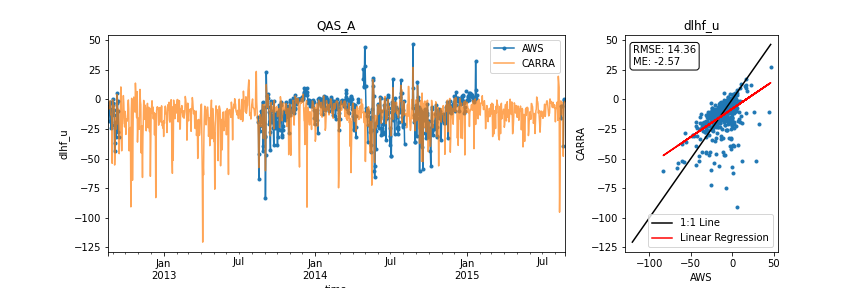 QAS_A
dlhf_u
50
25
0
−25
−50
−75
−100
−125
dlhf_u
AWS
CARRA
Jan
2013
Jul
Jan
2014
Jul
Jan
2015
Jul
time
50
25
0
−25
−50
−75
−100
−125
CARRA
RMSE: 14.36
ME: -2.57
1:1 Line
Linear Regression
−100
−50
0
50
AWS